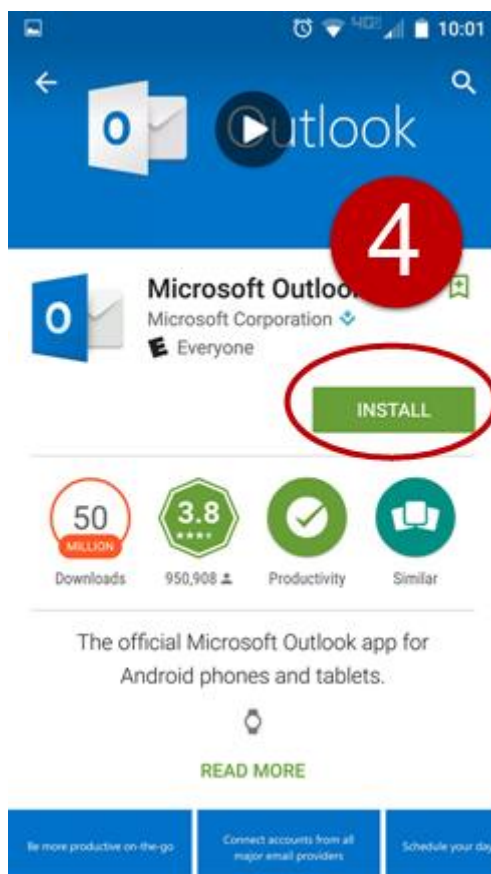 4G 10:01
Outlook
4
Microsoft Outlook
Microsoft Corporation
E Everyone
INSTALL
50
MILLION
3.8
Downloads 950,908 Productivity Similar
The official Microsoft Outlook app for
Android phones and tablets.
READ MORE
Be more productive on-the-go
Connect accounts from all
major email providers
Schedule your day